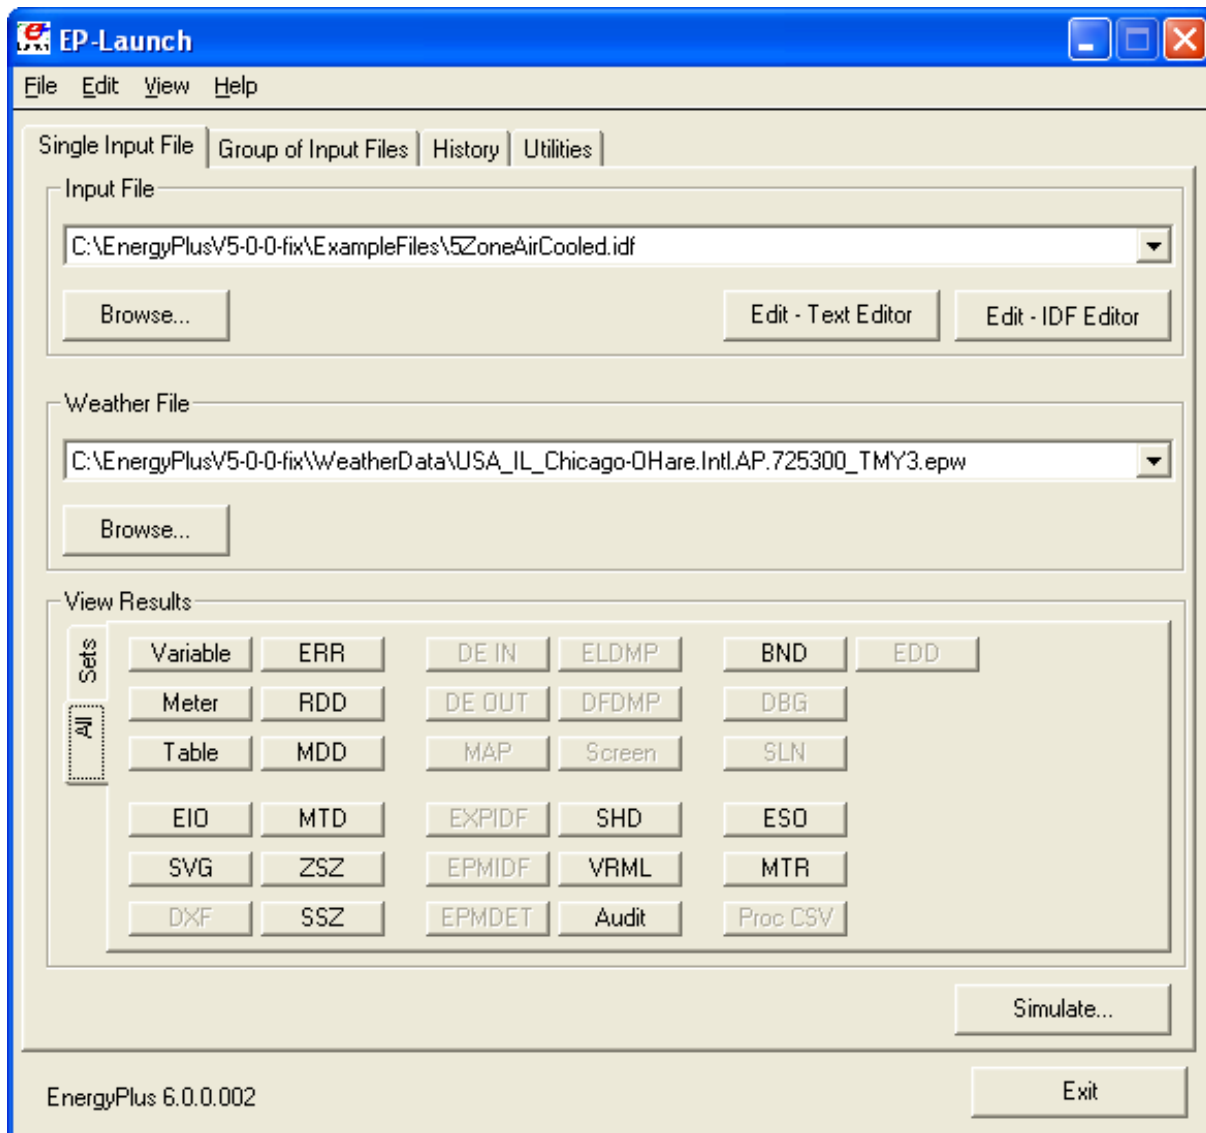 EP-Launch
File Edit View Help
Single Input File Group of Input Files History Utilities
Input File
C:\EnergyPlusV5-0-0-fix\ExampleFiles\5ZoneAirCooled.idf
Browse... Edit - Text Editor Edit - IDF Editor
Weather File
C:\EnergyPlusV5-0-0-fix\WeatherData\USA_IL_Chicago-OHare.Intl.AP.725300_TMY3.epw
Browse...
View Results
Sets
All
Variable ERR DE IN ELDMP BND EDD
Meter RDD DE OUT DFDMP DBG
Table MDD MAP Screen SLN
EIO MTD EXPIDF SHD ESO
SVG ZSZ EPMIDF VRML MTR
DXF SSZ EPMDET Audit Proc CSV
Simulate...
EnergyPlus 6.0.0.002 Exit